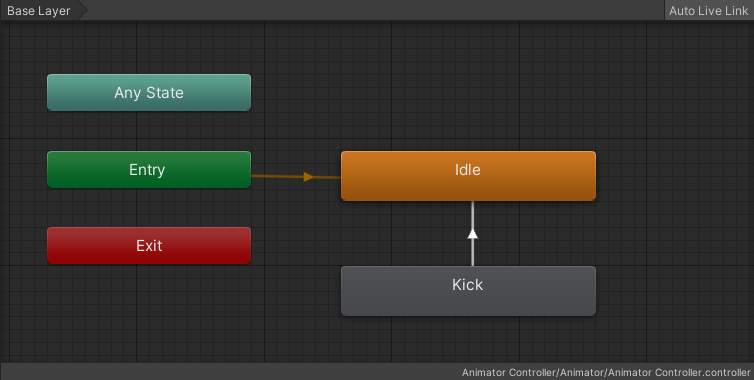 Base Layer
Auto Live Link
Any State
Entry
Idle
Exit
Kick
Animator Controller/Animator/Animator Controller.controller